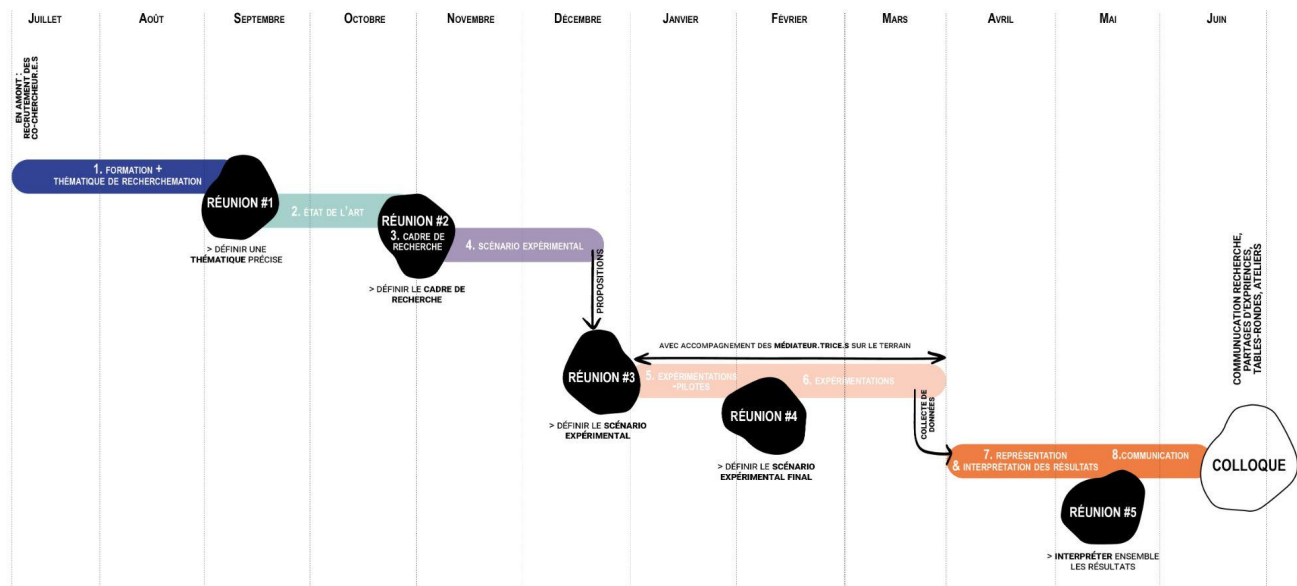 JUILLET
AOÛT
SEPTEMBRE
OCTOBRE
NOVEMBRE
DÉCEMBRE
JANVIER
FÉVRIER
MARS
AVRIL
MAI
JUIN
EN AMONT :
RECRUTEMENT DES
CO-CHERCHEUR.E.S
1. FORMATION +
THÉMATIQUE DE RECHERCHEMATION
RÉUNION #1
> DÉFINIR UNE
THÉMATIQUE PRÉCISE
2. ÉTAT DE L'ART
RÉUNION #2
3. CADRE DE
RECHERCHE
> DÉFINIR LE CADRE DE
RECHERCHE
4. SCÉNARIO EXPÉRIMENTAL
PROPOSITIONS
RÉUNION #3
> DÉFINIR LE SCÉNARIO
EXPÉRIMENTAL
AVEC ACCOMPAGNEMENT DES MÉDIATEUR.TRICE.S SUR LE TERRAIN
5. EXPÉRIMENTATIONS
-PILOTES
6. EXPÉRIMENTATIONS
RÉUNION #4
> DÉFINIR LE SCÉNARIO
EXPÉRIMENTAL FINAL
COLLECTE DE
DONNÉES
7. REPRÉSENTATION
& INTERPRÉTATION DES RÉSULTATS
8.COMMUNICATION
RÉUNION #5
> INTERPRÉTER ENSEMBLE
LES RÉSULTATS
COMMUNICATION RECHERCHE,
PARTAGES D'EXPRIENCES,
TABLES-RONDES, ATELIERS
COLLOQUE